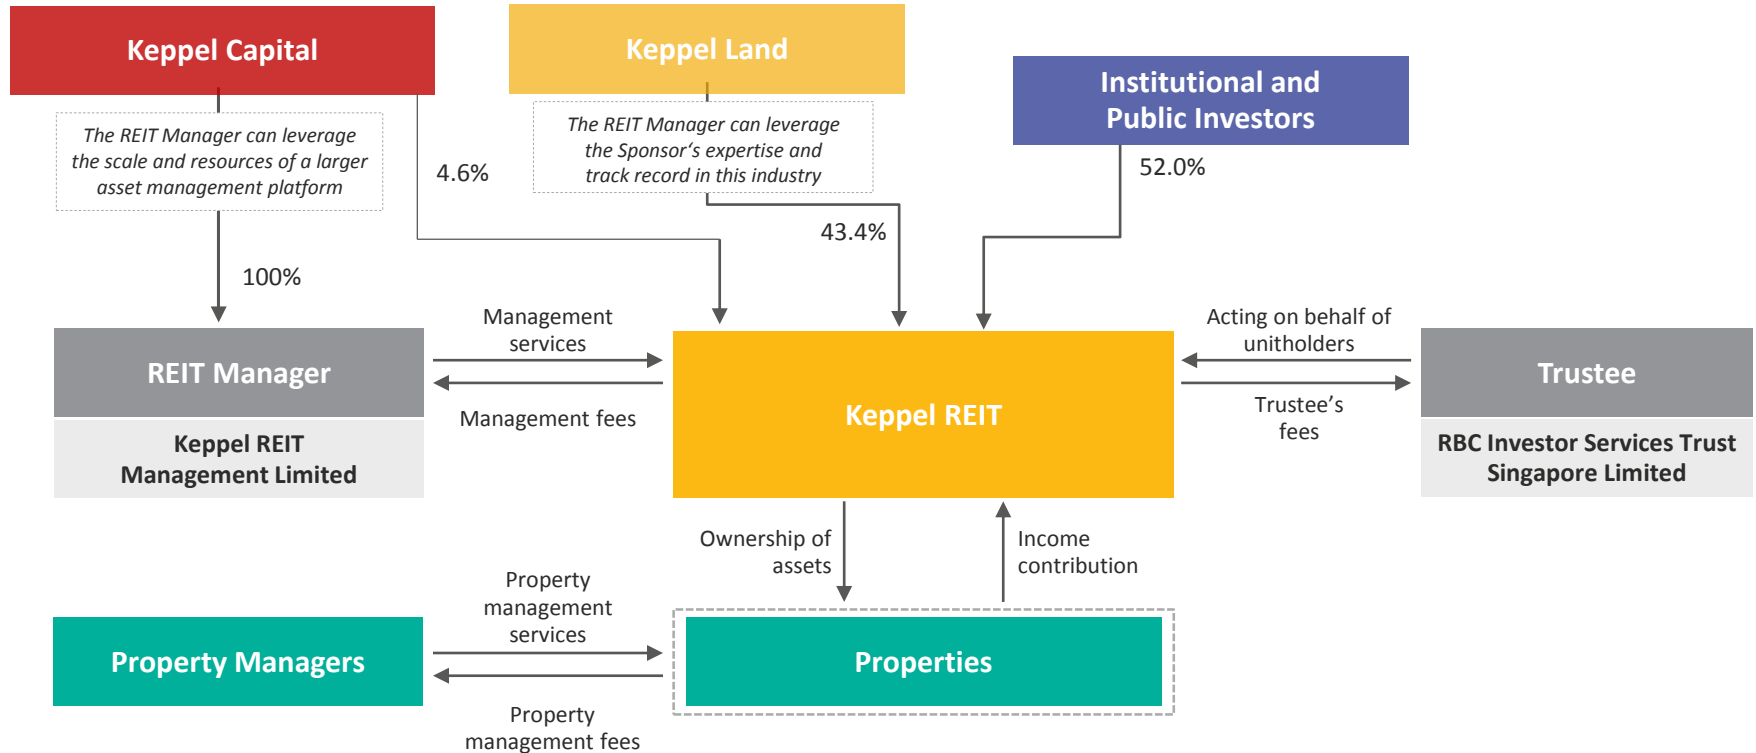 Keppel Capital
Keppel Land
Institutional and
Public Investors
The REIT Manager can leverage
the scale and resources of a larger
asset management platform
The REIT Manager can leverage
the Sponsor‘s expertise and
track record in this industry
4.6%
52.0%
43.4%
100%
REIT Manager
Keppel REIT
Management Limited
Management
services
Management fees
Keppel REIT
Acting on behalf of
unitholders
Trustee’s
fees
Trustee
RBC Investor Services Trust
Singapore Limited
Ownership of
assets
Income
contribution
Property Managers
Property
management
services
Property
management fees
Properties